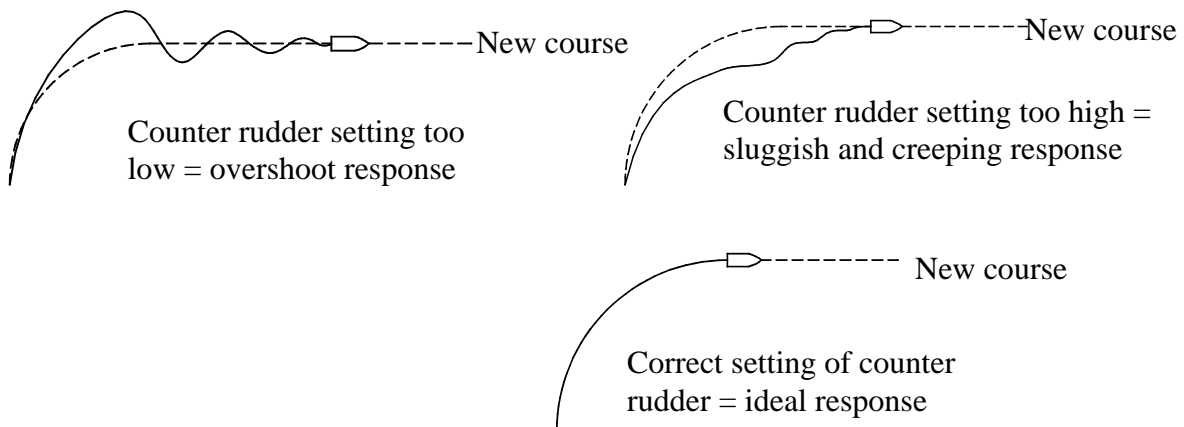 New course
Counter rudder setting too
low = overshoot response
New course
Counter rudder setting too high =
sluggish and creeping response
New course
Correct setting of counter
rudder = ideal response